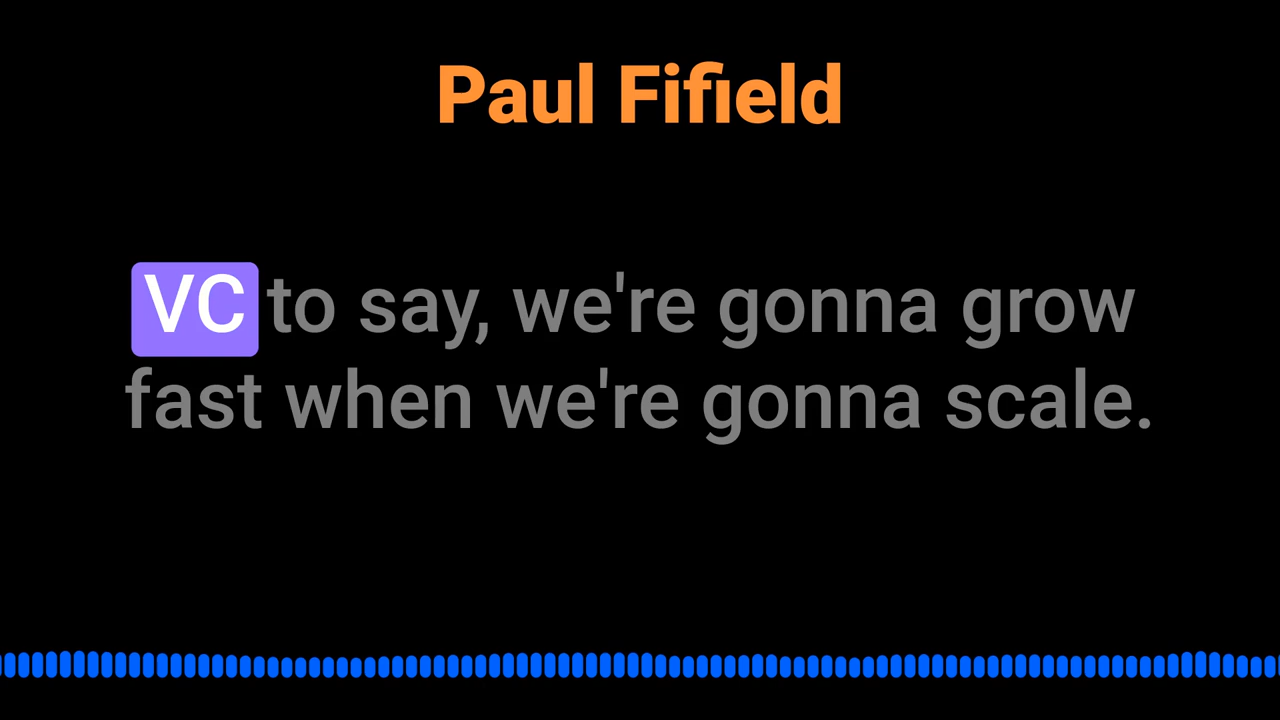 Paul Fifield
VC to say, we're gonna grow
fast when we're gonna scale.